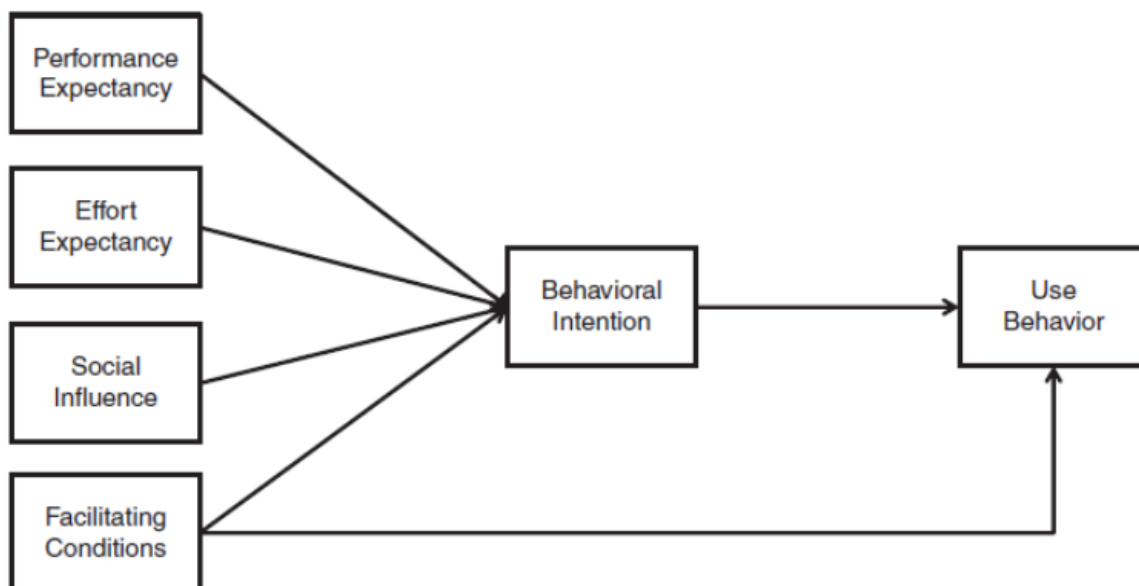 Performance
Expectancy
Effort
Expectancy
Social
Influence
Facilitating
Conditions
Behavioral
Intention
Use
Behavior